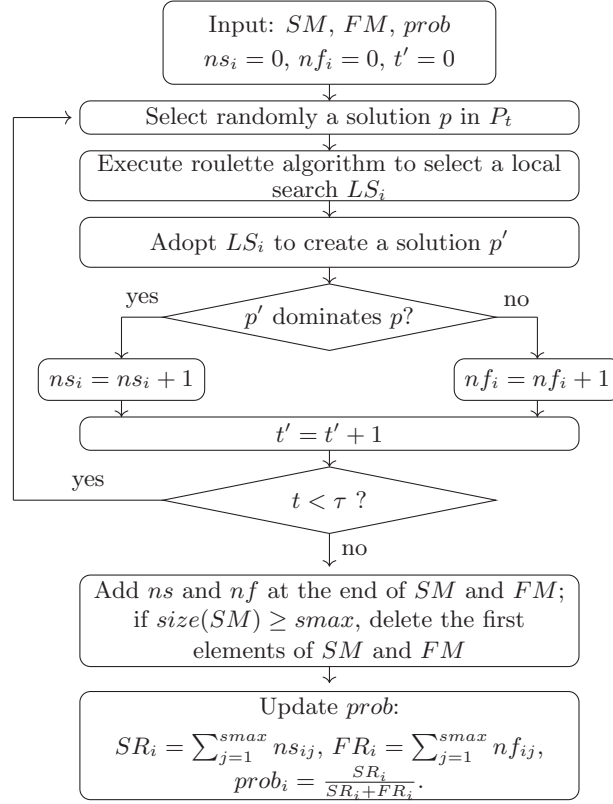 Input: SM, FM, prob
ns_i = 0, nf_i = 0, t′ = 0
Select randomly a solution p in P_t
Execute roulette algorithm to select a local
search LS_i
Adopt LS_i to create a solution p′
yes
no
p′ dominates p?
ns_i = ns_i + 1
nf_i = nf_i + 1
t′ = t′ + 1
yes
t < τ ?
no
Add ns and nf at the end of SM and FM;
if size(SM) ≥ smax, delete the first
elements of SM and FM
Update prob:
SR_i = ∑_{j=1}^{smax} ns_{ij}, FR_i = ∑_{j=1}^{smax} nf_{ij},
prob_i = \frac{SR_i}{SR_i+FR_i}.